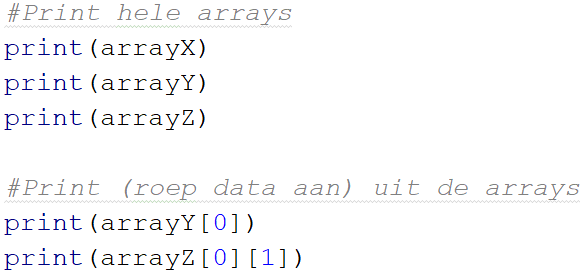 #Print hele arrays
print(arrayX)
print(arrayY)
print(arrayZ)
#Print (roep data aan) uit de arrays
print(arrayY[0])
print(arrayZ[0][1])